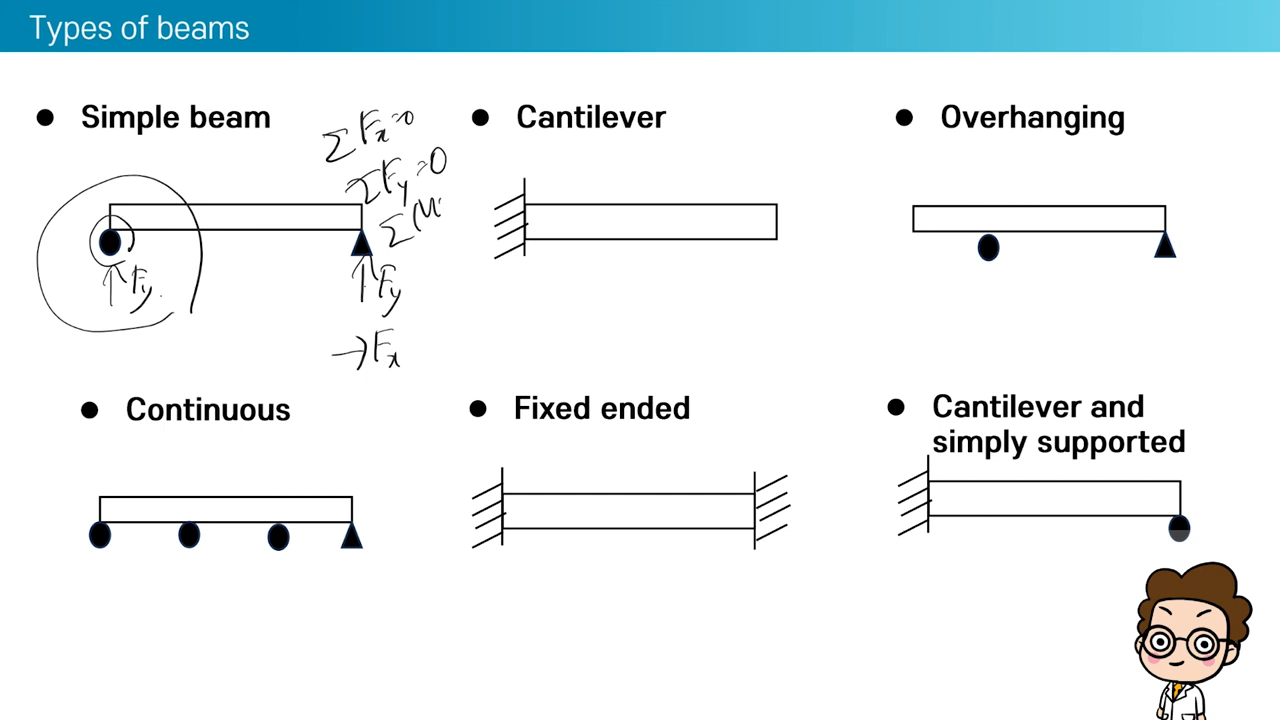 Types of beams
● Simple beam
ΣFx=0
ΣFy=0
ΣM
↑Fy
↑Fy
→Fx
● Cantilever
● Overhanging
● Continuous
● Fixed ended
● Cantilever and
simply supported